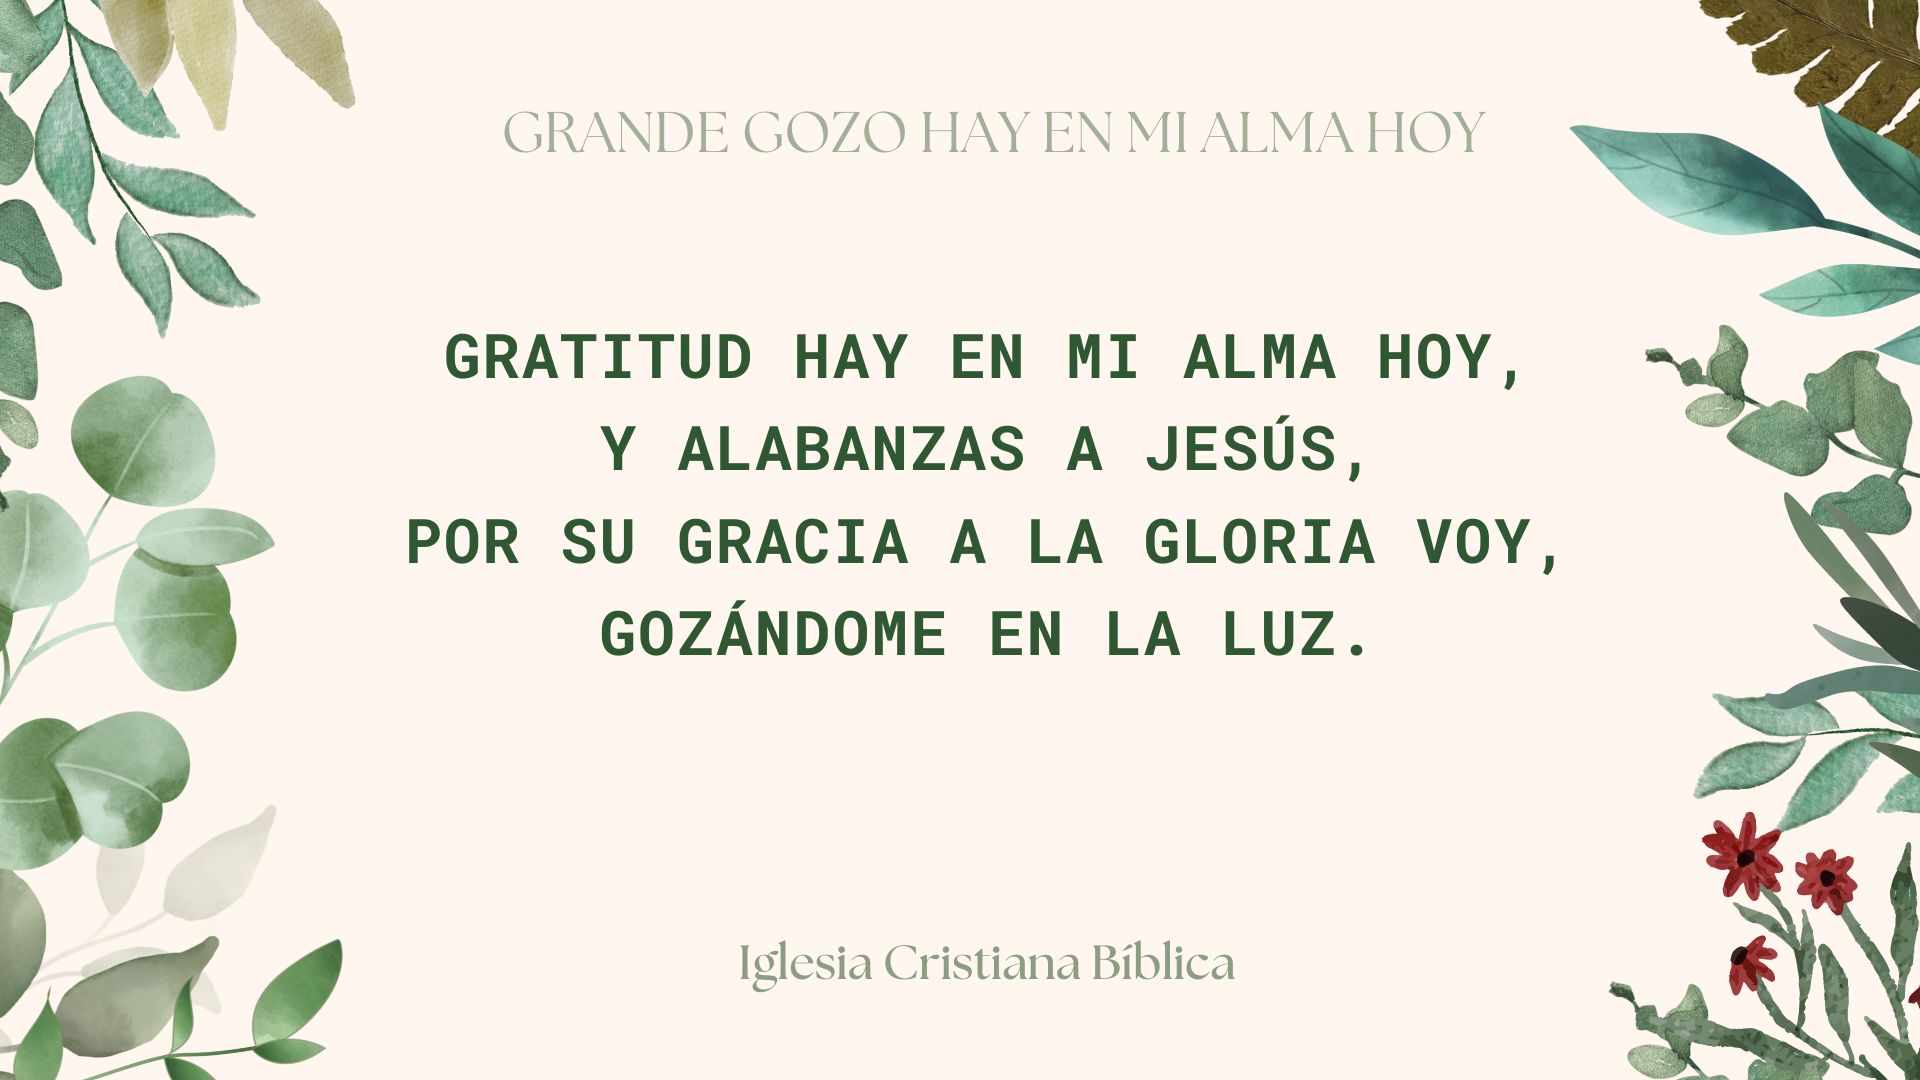 GRANDE GOZO HAY EN MI ALMA HOY
GRATITUD HAY EN MI ALMA HOY,
Y ALABANZAS A JESÚS,
POR SU GRACIA A LA GLORIA VOY,
GOZÁNDOME EN LA LUZ.
Iglesia Cristiana Bíblica